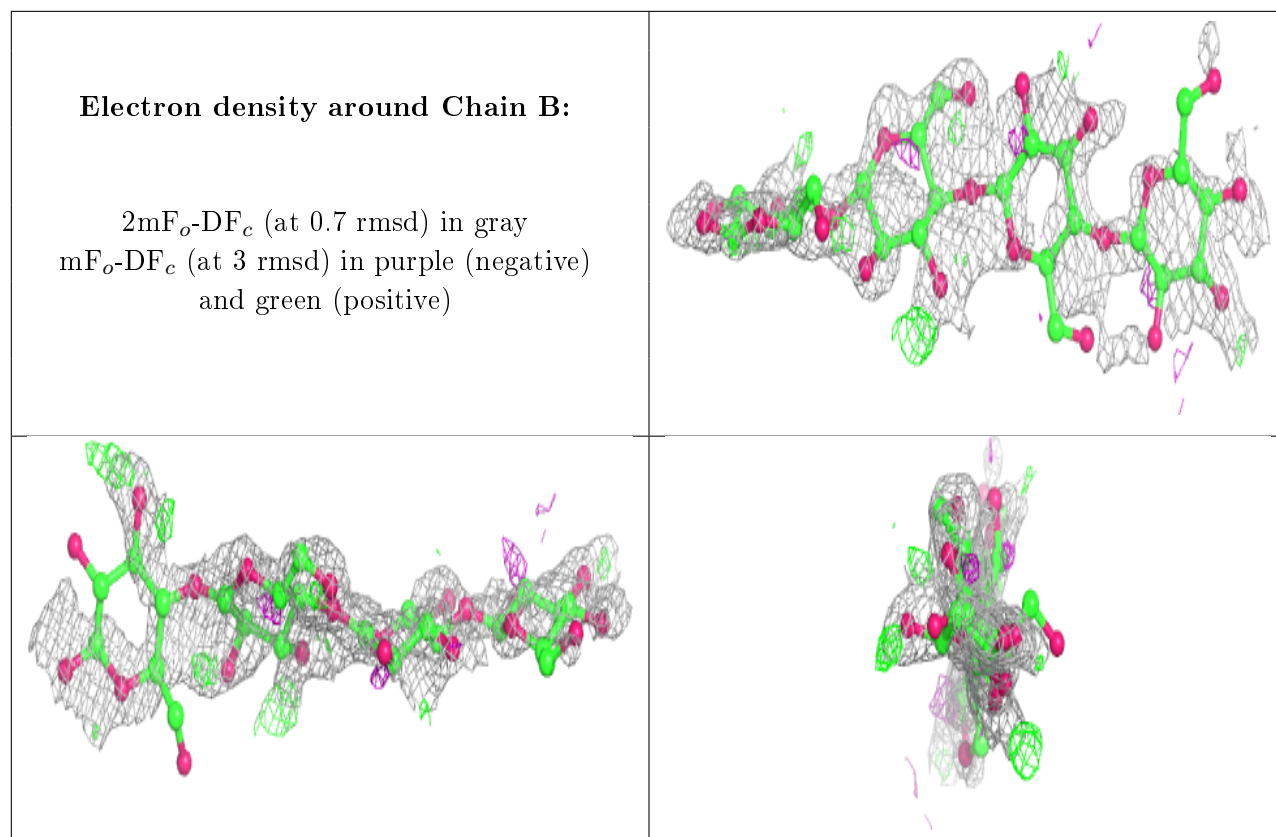 Electron density around Chain B:
2mFo-DFc (at 0.7 rmsd) in gray
mFo-DFc (at 3 rmsd) in purple (negative)
and green (positive)